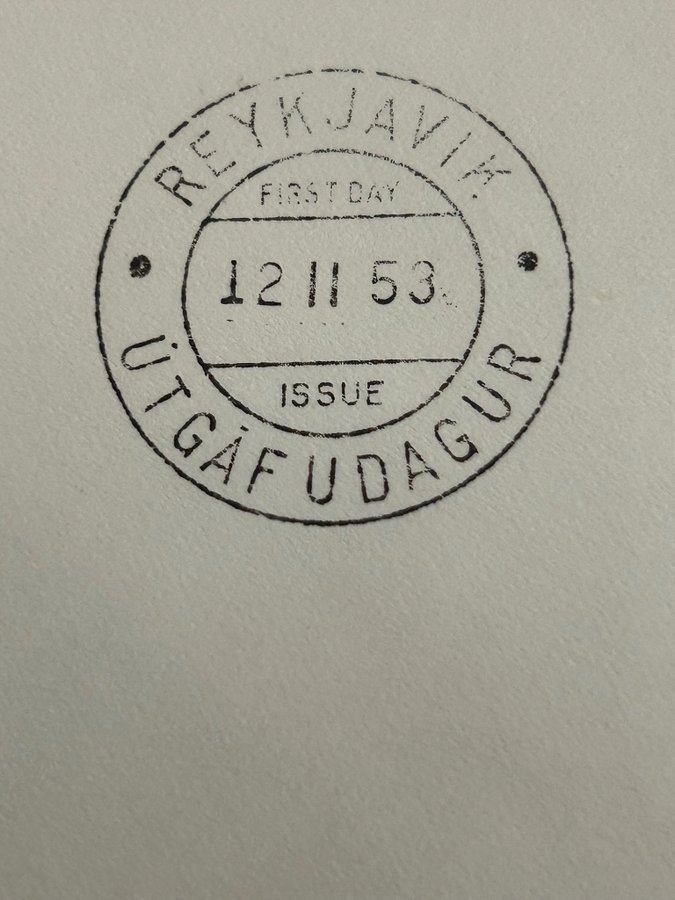 REYKJAVIK
FIRST DAY
12 II 53
ISSUE
ÚTGÁFUDAGUR